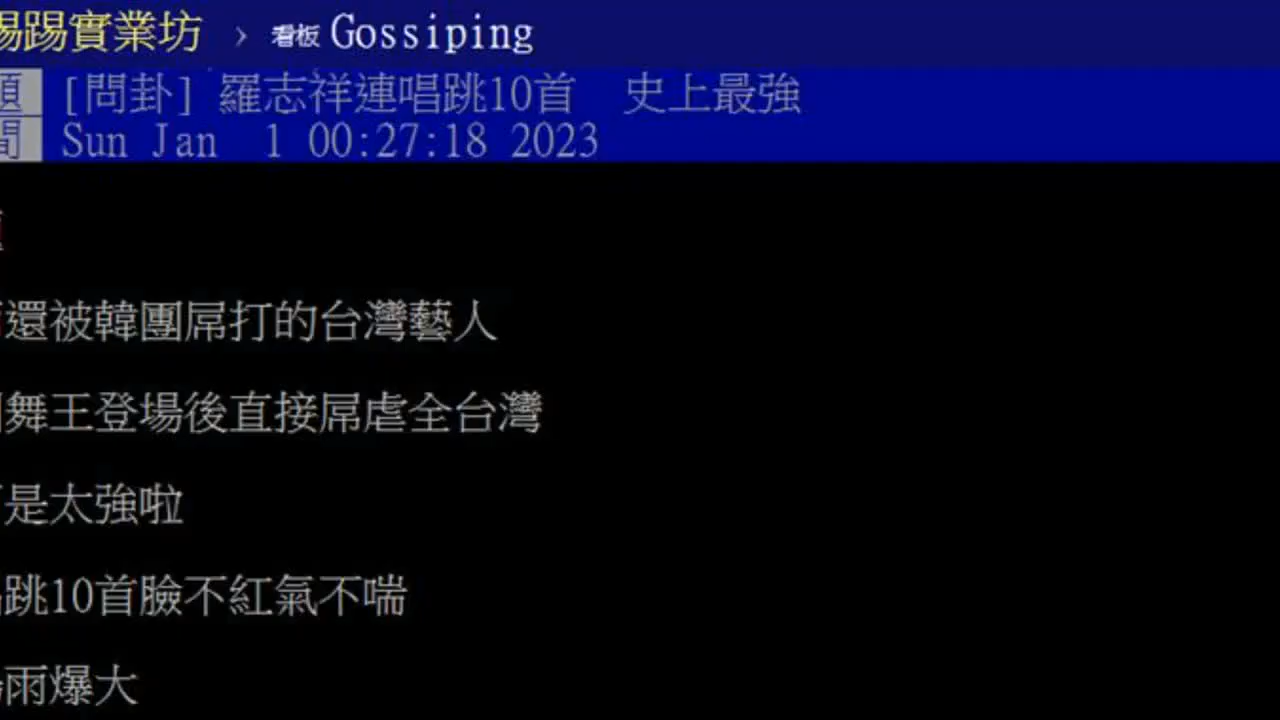 踢踢實業坊 › 看板 Gossiping
[問卦] 羅志祥連唱跳10首 史上最強
間 Sun Jan 1 00:27:18 2023
還被韓團屌打的台灣藝人
舞王登場後直接屌虐全台灣
是太強啦
跳10首臉不紅氣不喘
雨爆大